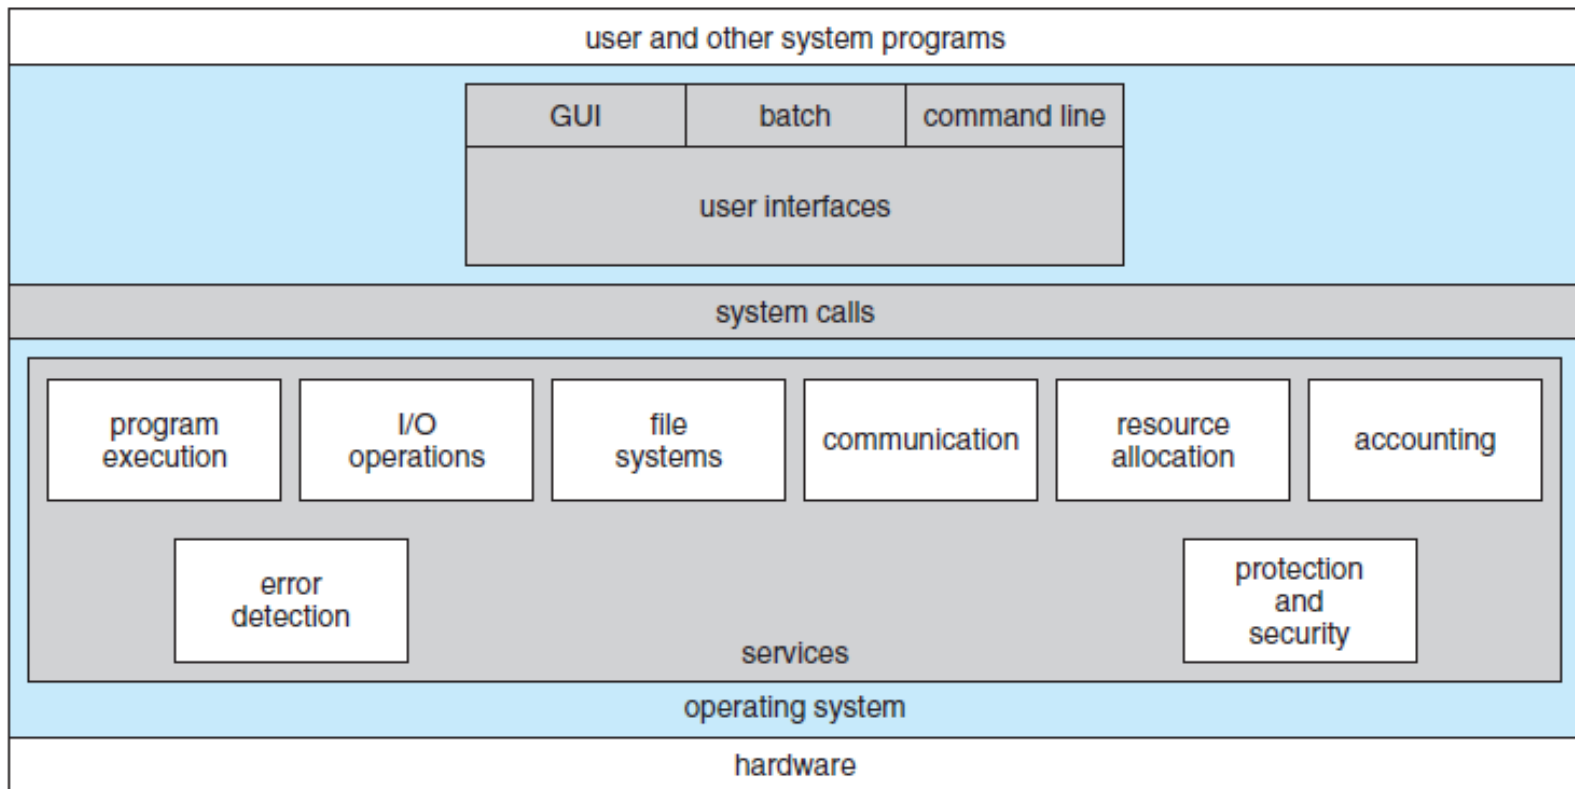 user and other system programs
GUI
batch
command line
user interfaces
system calls
program
execution
I/O
operations
file
systems
communication
resource
allocation
accounting
error
detection
protection
and
security
services
operating system
hardware